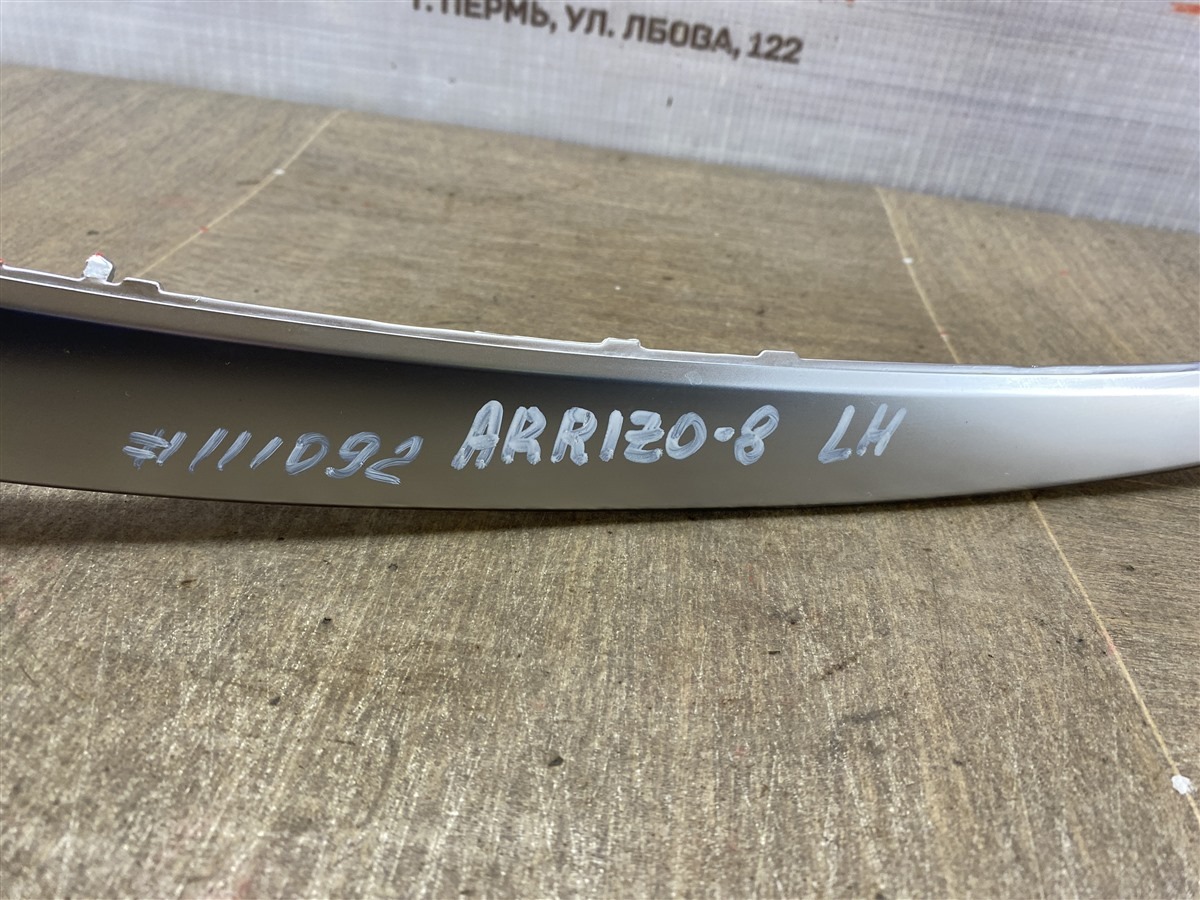 Г. ПЕРМЬ, УЛ. ЛБОВА, 122
#111092 ARRIZO-8 LH